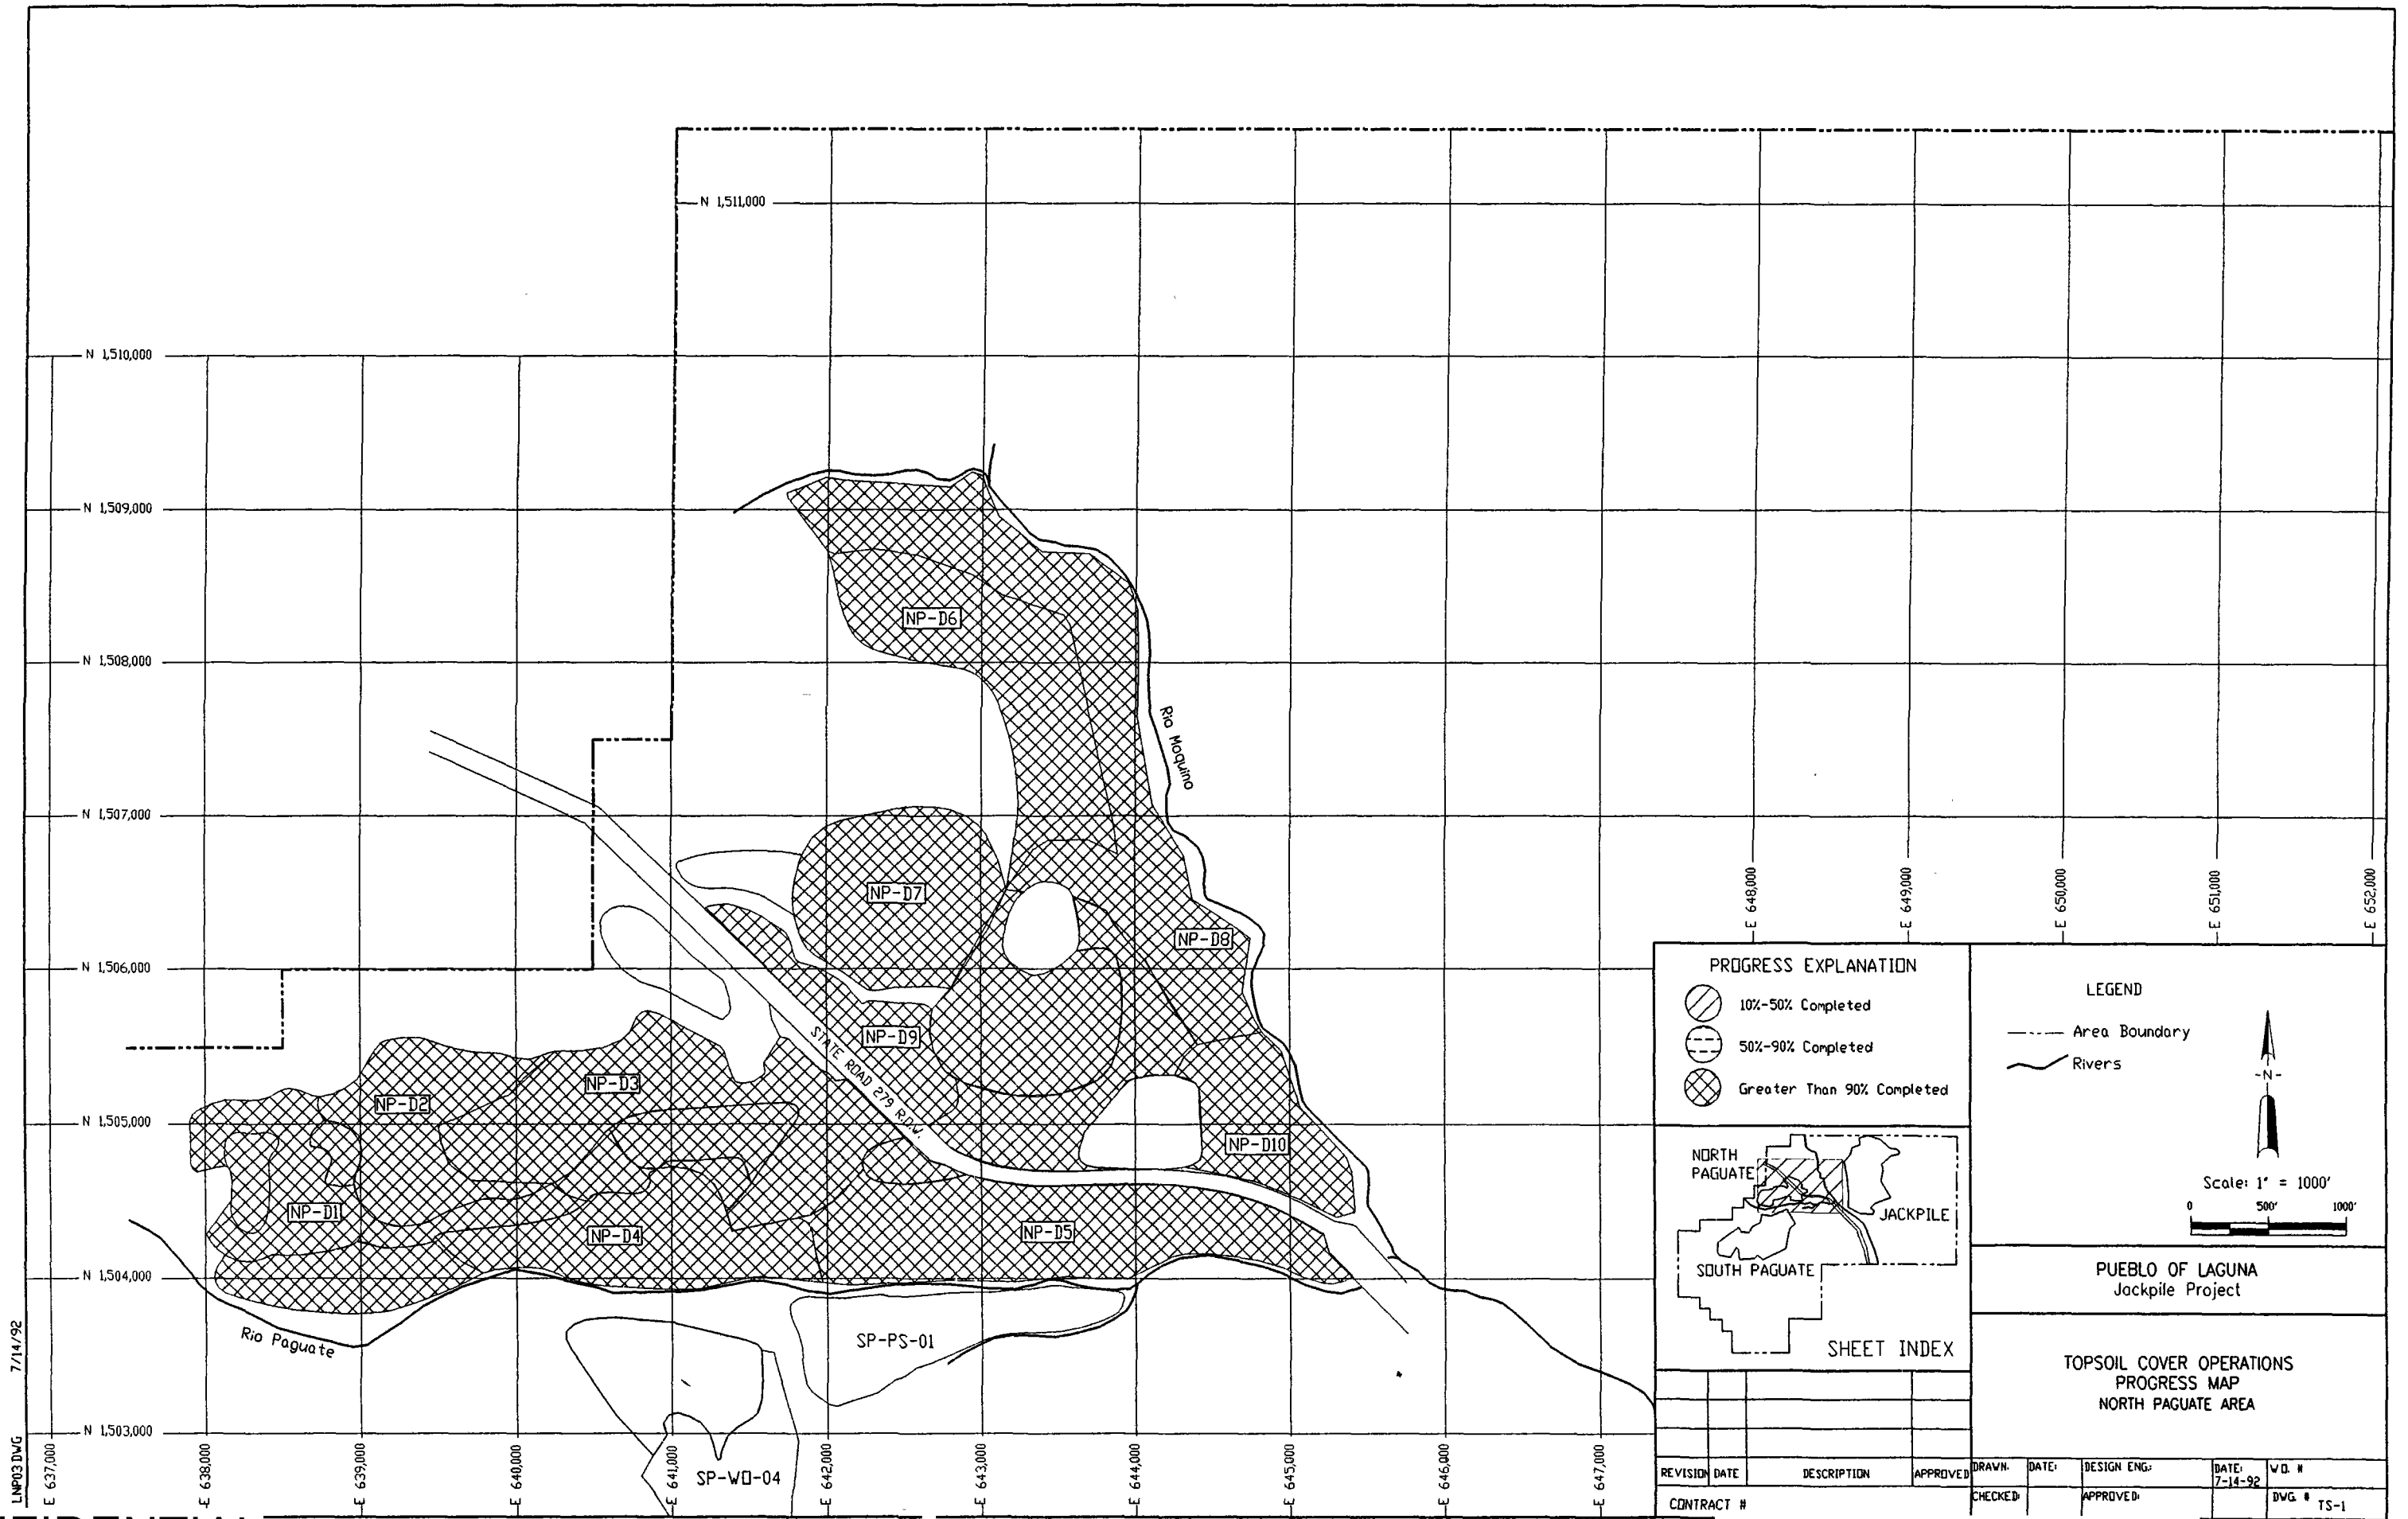 N 1,511,000
N 1,510,000
N 1,509,000
NP-D6
N 1,508,000
Rio Moquino
N 1,507,000
NP-D7
NP-D8
N 1,506,000
NP-D9
STATE ROAD 279 R.O.W.
NP-D3
NP-D2
N 1,505,000
NP-D10
NP-D1
NP-D4
NP-D5
N 1,504,000
Rio Paguate
SP-PS-01
N 1,503,000
SP-WO-04
E 637,000
E 638,000
E 639,000
E 640,000
E 641,000
E 642,000
E 643,000
E 644,000
E 645,000
E 646,000
E 647,000
E 648,000
E 649,000
E 650,000
E 651,000
E 652,000
LNP03.DWG 7/14/92
PROGRESS EXPLANATION
10%-50% Completed
50%-90% Completed
Greater Than 90% Completed
LEGEND
Area Boundary
Rivers
-N-
Scale: 1" = 1000'
0 500' 1000'
NORTH
PAGUATE
JACKPILE
SOUTH PAGUATE
SHEET INDEX
PUEBLO OF LAGUNA
Jackpile Project
TOPSOIL COVER OPERATIONS
PROGRESS MAP
NORTH PAGUATE AREA
REVISION DATE DESCRIPTION APPROVED
CONTRACT #
DRAWN: DATE: DESIGN ENG.: DATE: W.O. #
7-14-92
CHECKED: APPROVED: DWG. # TS-1